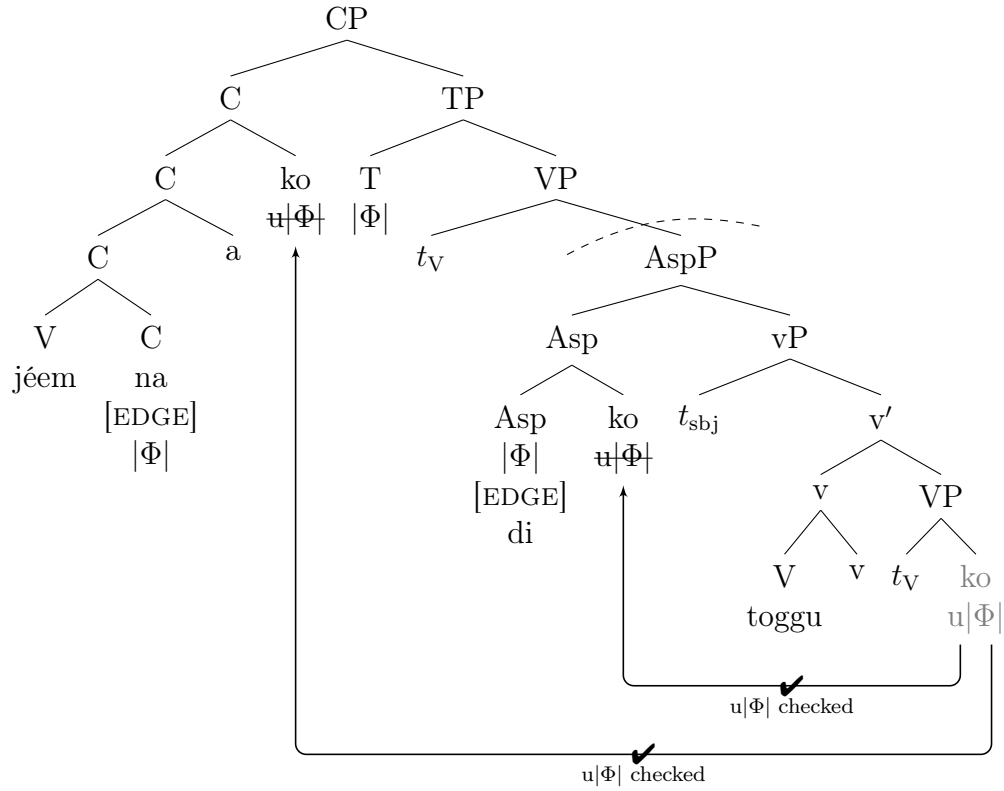 CP
C TP
C ko T VP
u|Φ| |Φ|
C a t_V AspP
V C Asp vP
jéem na
[EDGE] Asp ko t_sbj v′
|Φ| |Φ| u|Φ|
[EDGE] v VP
di
V v t_V ko
toggu u|Φ|
✔
u|Φ| checked
✔
u|Φ| checked